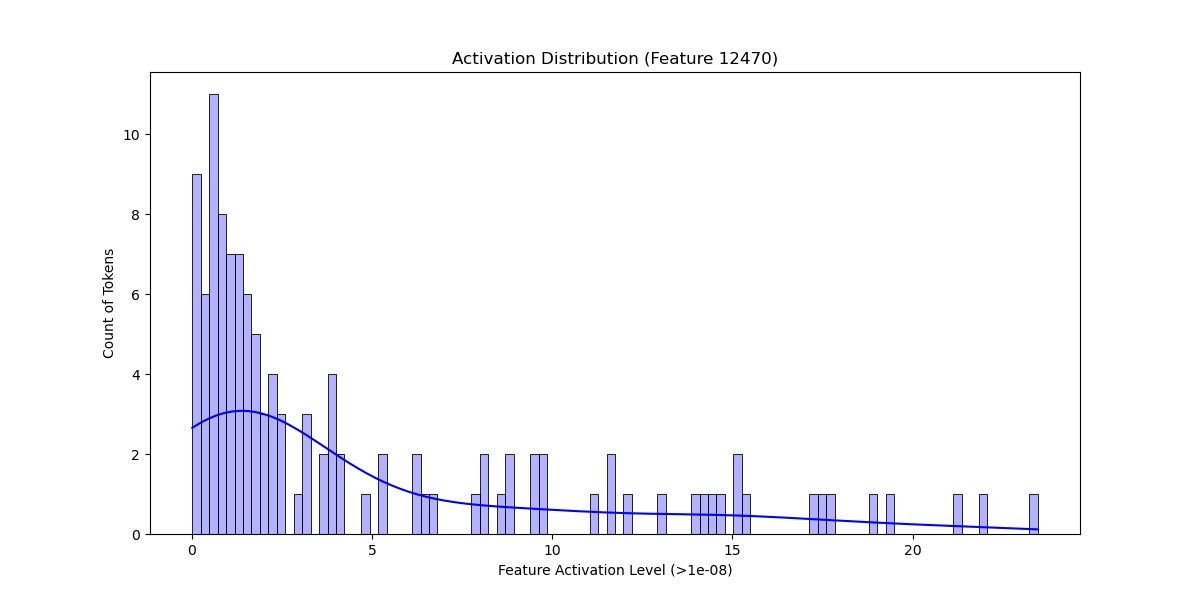 Activation Distribution (Feature 12470)
Count of Tokens
10
8
6
4
2
0
0 5 10 15 20
Feature Activation Level (>1e-08)